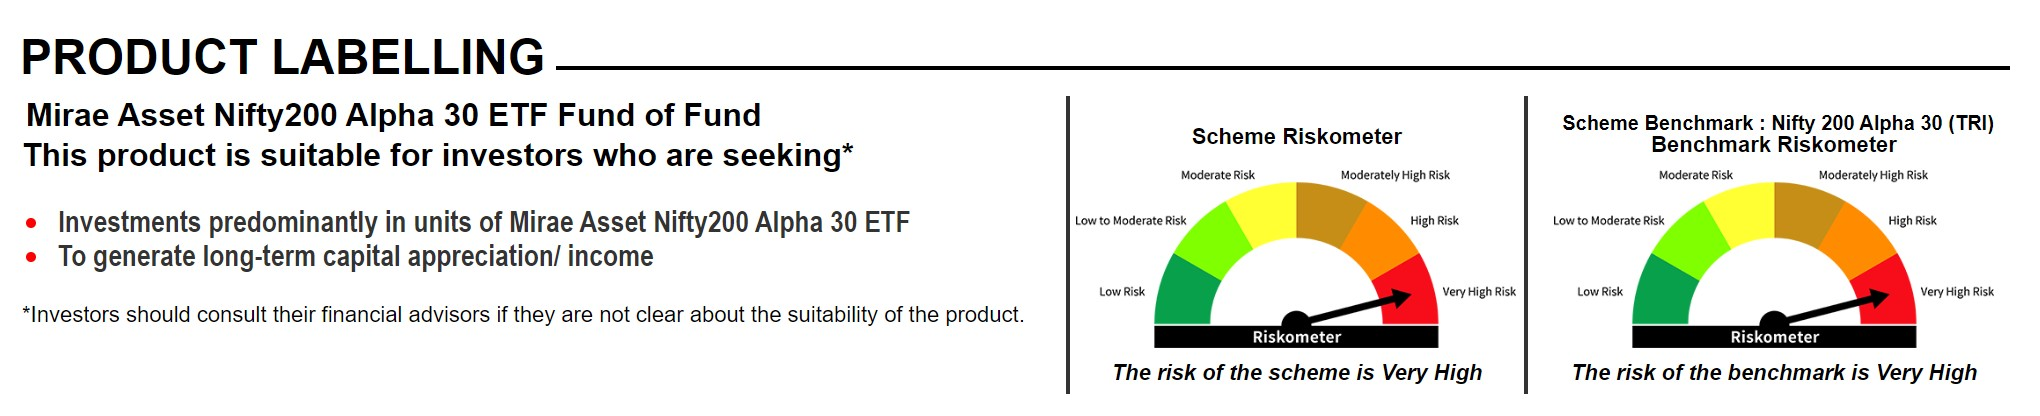 PRODUCT LABELLING
Mirae Asset Nifty200 Alpha 30 ETF Fund of Fund
This product is suitable for investors who are seeking*
Investments predominantly in units of Mirae Asset Nifty200 Alpha 30 ETF
To generate long-term capital appreciation/ income
*Investors should consult their financial advisors if they are not clear about the suitability of the product.
Scheme Riskometer
Moderate Risk
Moderately High Risk
Low to Moderate Risk
High Risk
Low Risk
Very High Risk
Riskometer
The risk of the scheme is Very High
Scheme Benchmark : Nifty 200 Alpha 30 (TRI)
Benchmark Riskometer
Moderate Risk
Moderately High Risk
Low to Moderate Risk
High Risk
Low Risk
Very High Risk
Riskometer
The risk of the benchmark is Very High